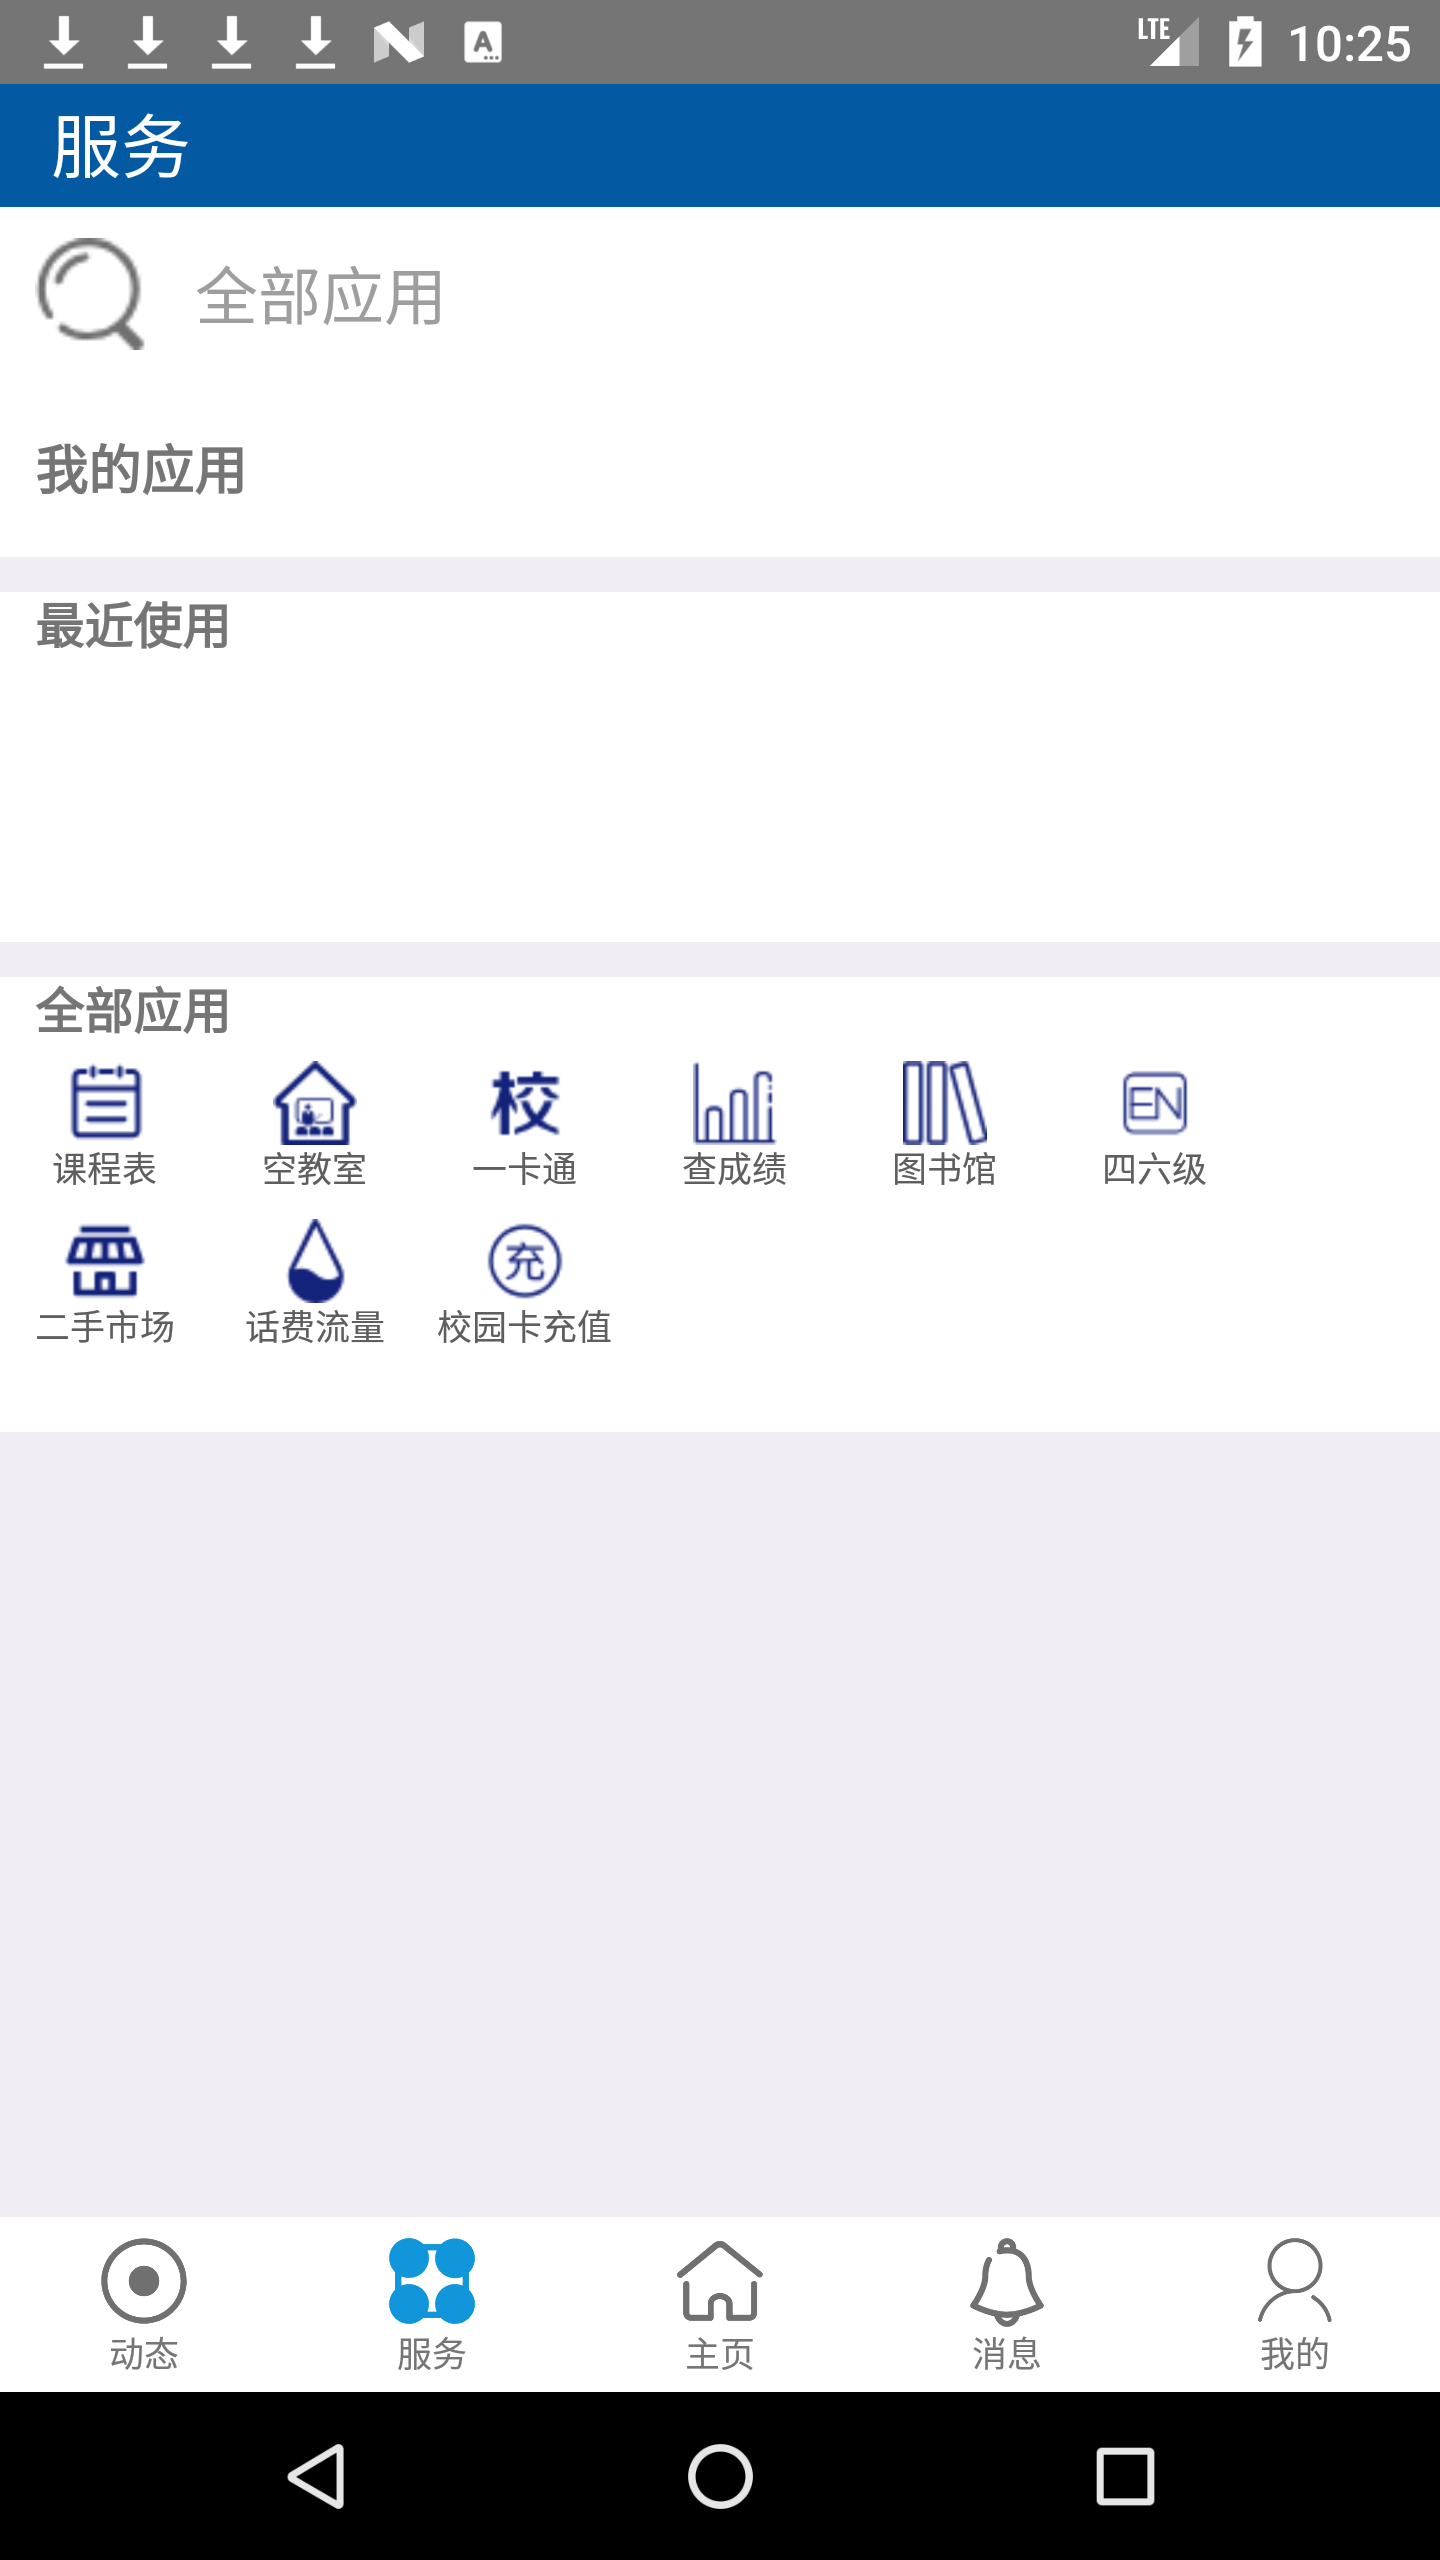 LTE 10:25
服务
全部应用
我的应用
最近使用
全部应用
校 EN
课程表 空教室 一卡通 查成绩 图书馆 四六级
充
二手市场 话费流量 校园卡充值
动态 服务 主页 消息 我的